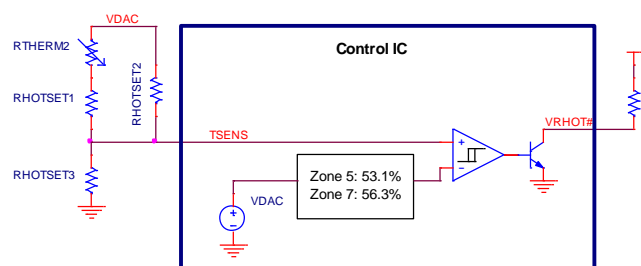 VDAC
RTHERM2
RHOTSET1
RHOTSET2
RHOTSET3
Control IC
TSENS
VRHOT#
Zone 5: 53.1%
Zone 7: 56.3%
VDAC
+
-
+
-